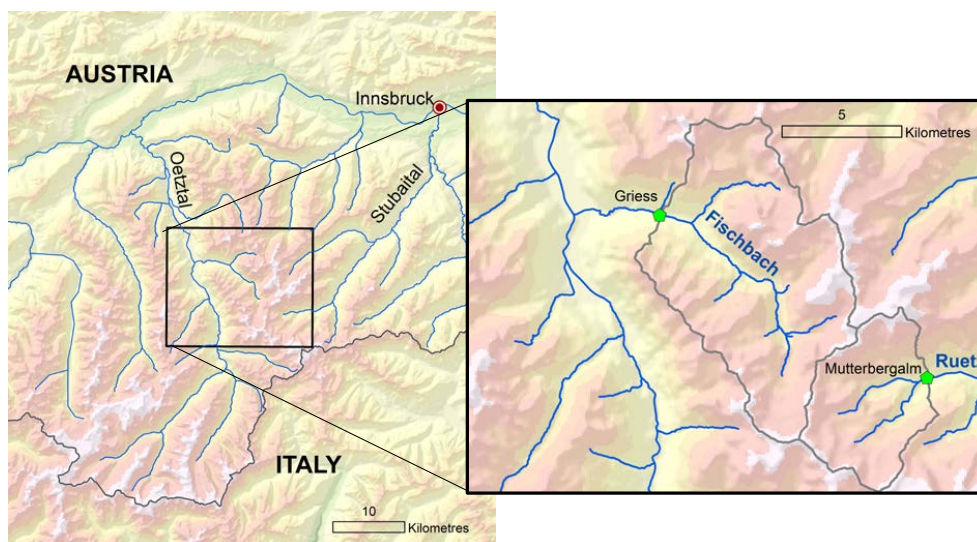 AUSTRIA
Innsbruck
Oetztal
Stubaital
ITALY
10
Kilometres
5
Kilometres
Griess
Fischbach
Mutterbergalm
Ruet